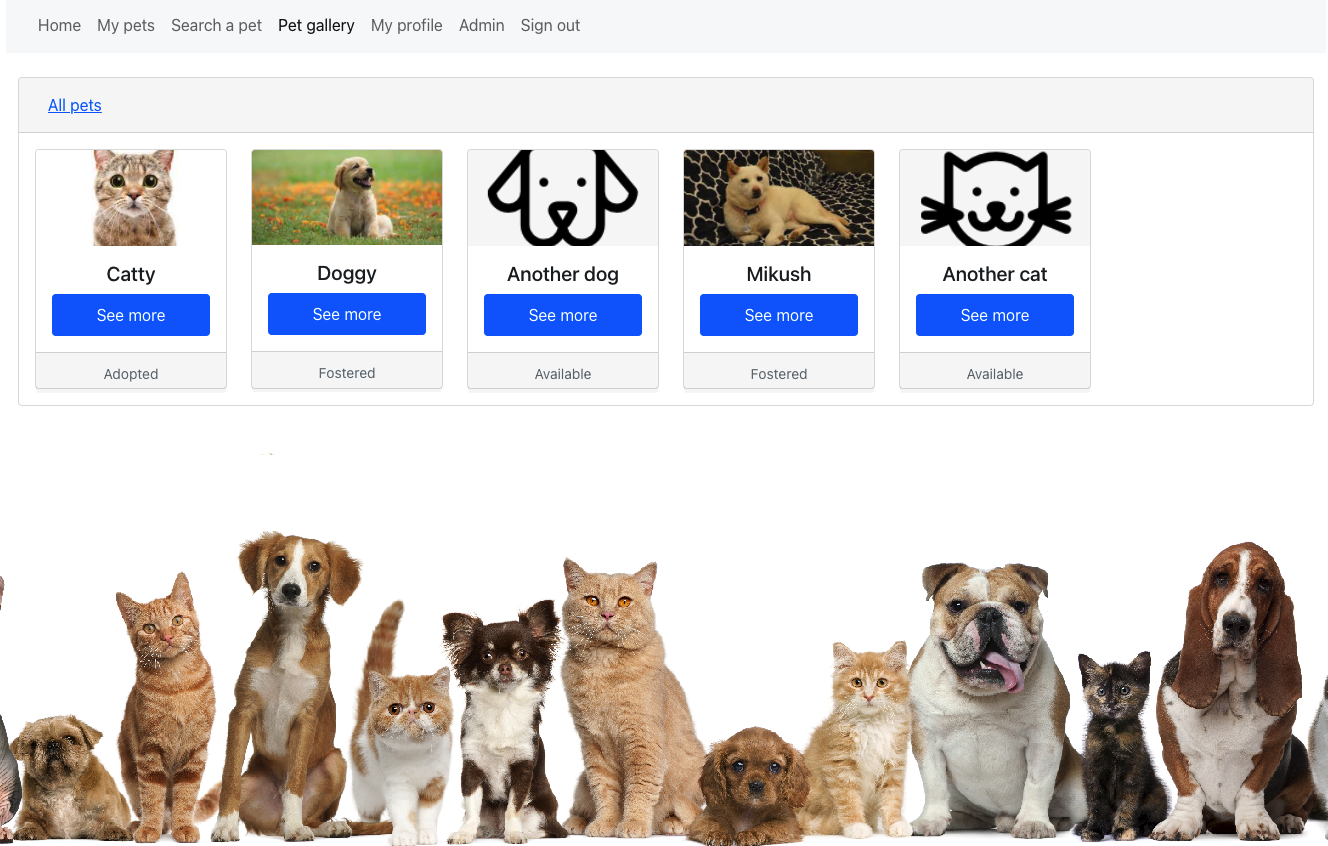 Home My pets Search a pet Pet gallery My profile Admin Sign out
All pets
Catty Doggy Another dog Mikush Another cat
See more See more See more See more See more
Adopted Fostered Available Fostered Available